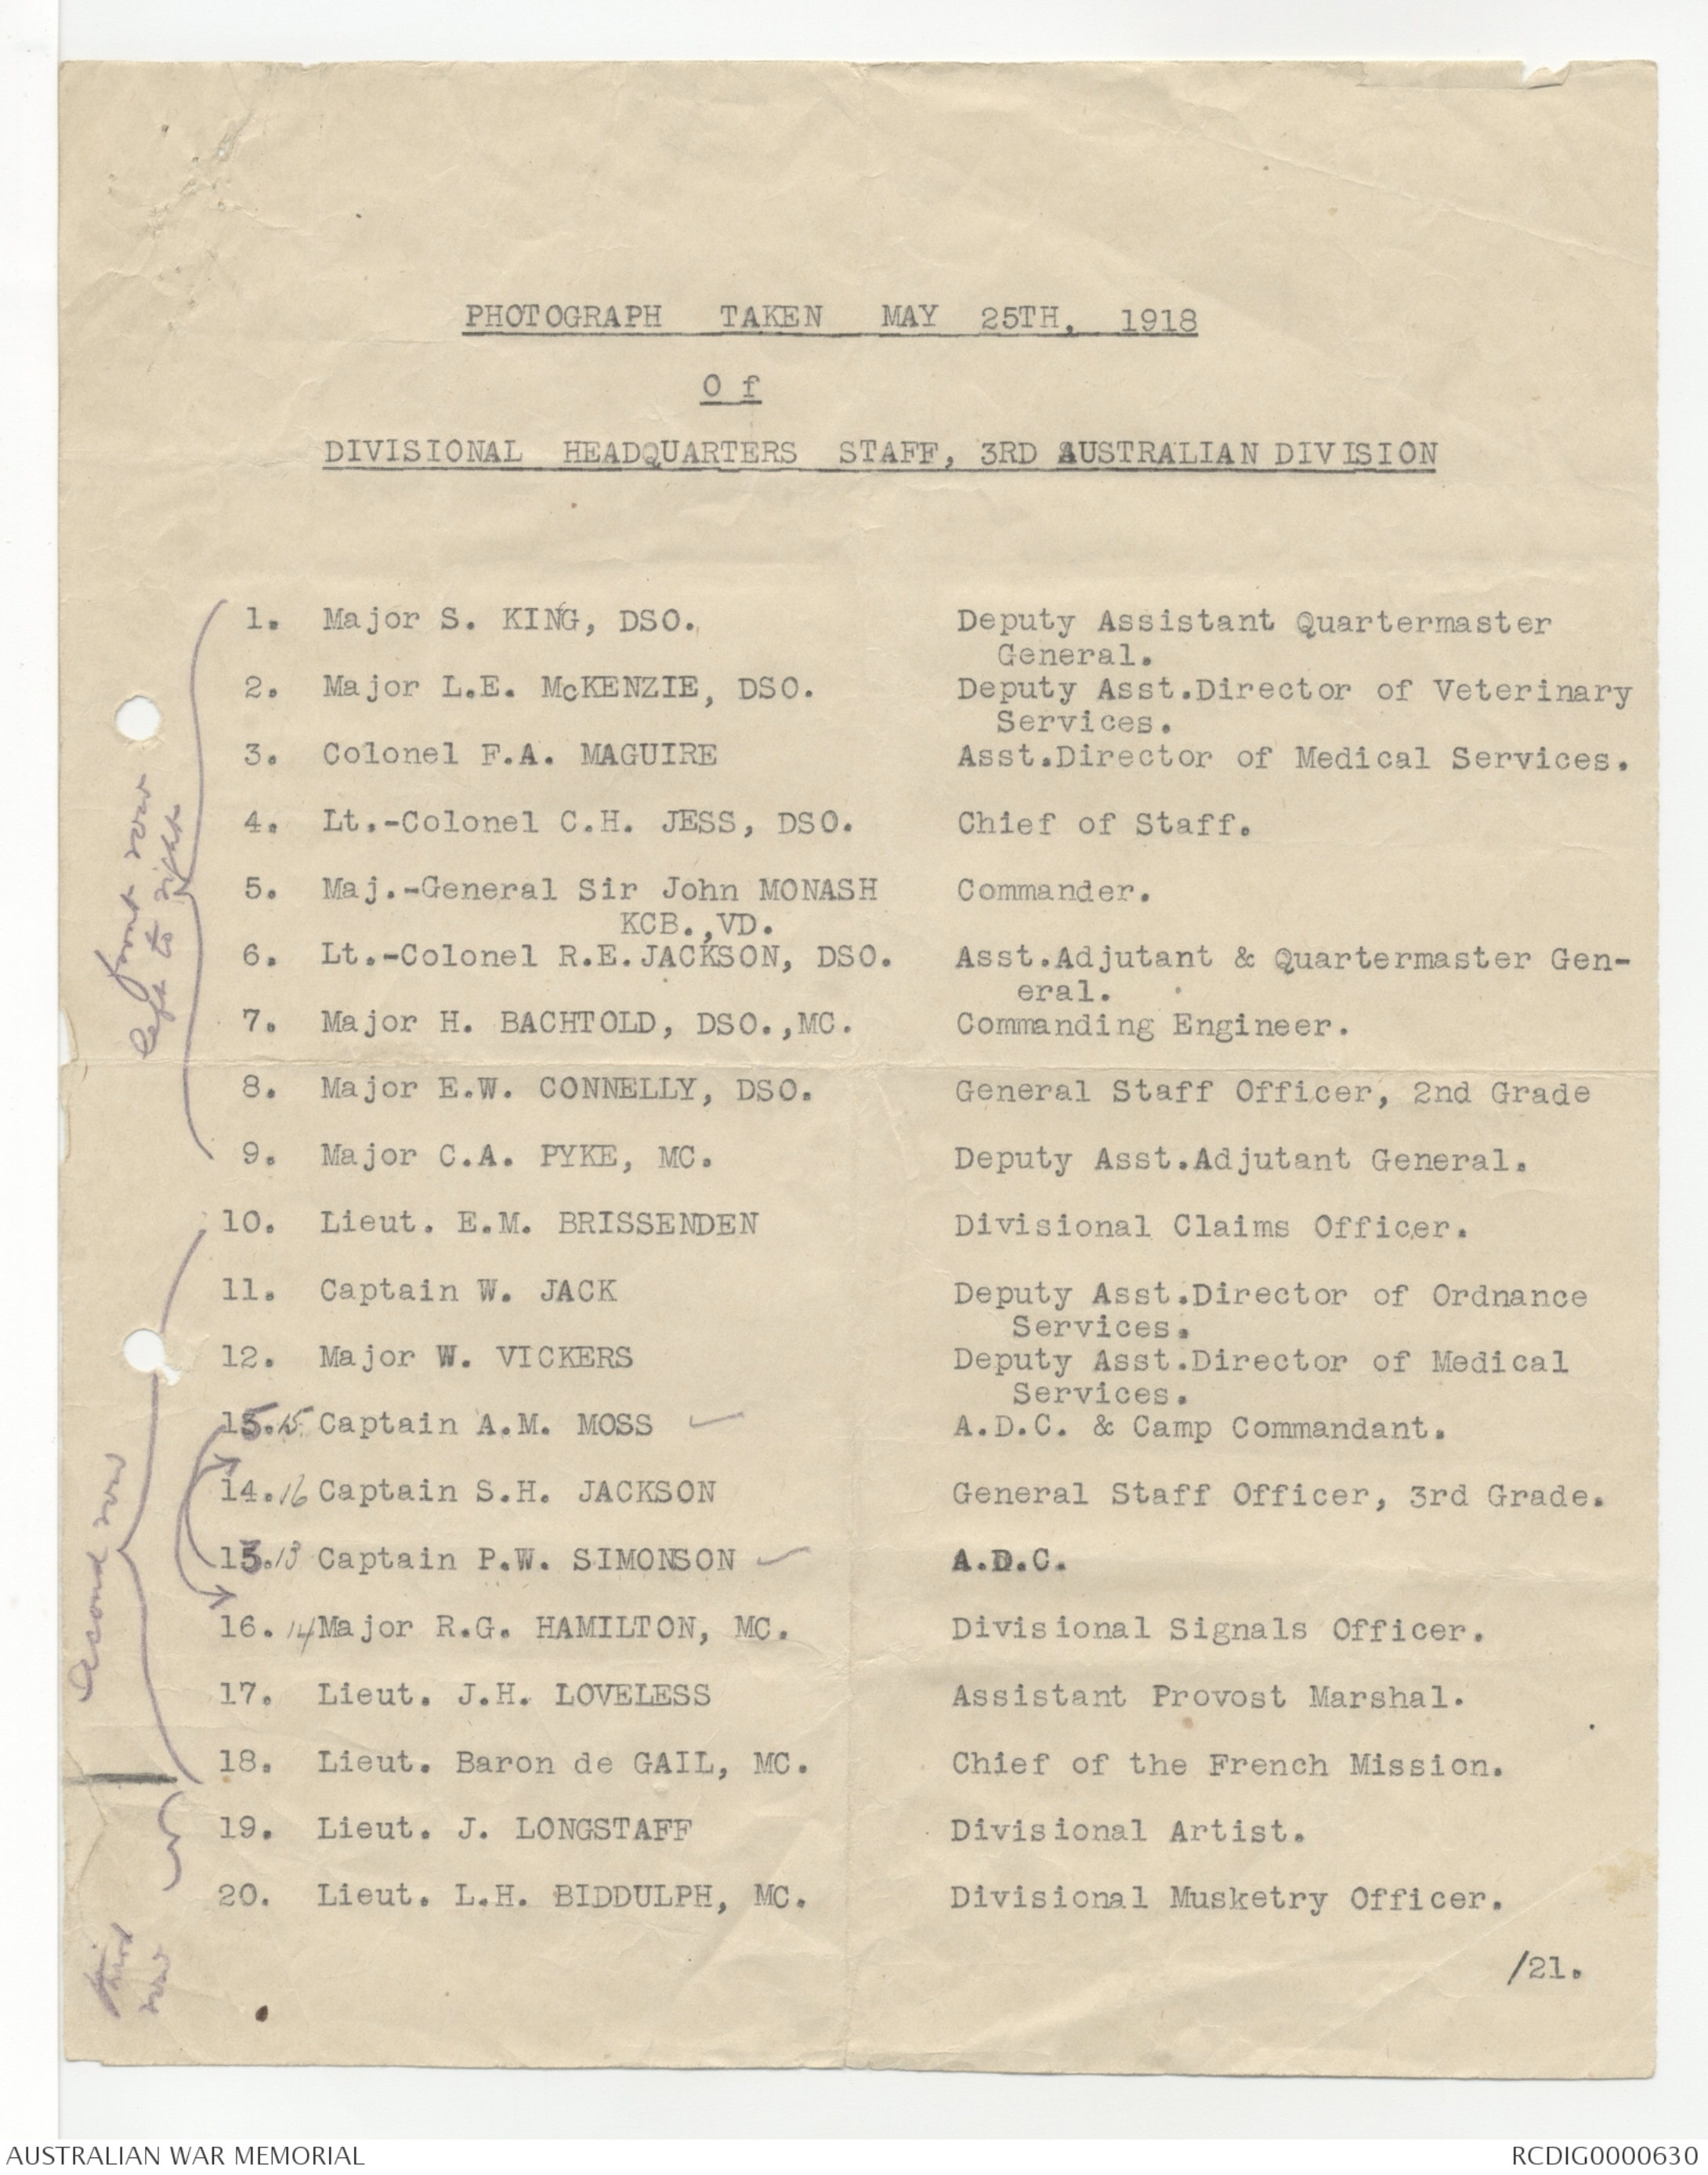 PHOTOGRAPH TAKEN MAY 25TH, 1918
Of
DIVISIONAL HEADQUARTERS STAFF, 3RD AUSTRALIAN DIVISION
front row
left to right
1. Major S. KING, DSO. Deputy Assistant Quartermaster
General.
2. Major L.E. McKENZIE, DSO. Deputy Asst.Director of Veterinary
Services.
3. Colonel F.A. MAGUIRE Asst.Director of Medical Services.
4. Lt.-Colonel C.H. JESS, DSO. Chief of Staff.
5. Maj.-General Sir John MONASH Commander.
KCB.,VD.
6. Lt.-Colonel R.E.JACKSON, DSO. Asst.Adjutant & Quartermaster Gen-
eral.
7. Major H. BACHTOLD, DSO.,MC. Commanding Engineer.
8. Major E.W. CONNELLY, DSO. General Staff Officer, 2nd Grade
9. Major C.A. PYKE, MC. Deputy Asst.Adjutant General.
second row
10. Lieut. E.M. BRISSENDEN Divisional Claims Officer.
11. Captain W. JACK Deputy Asst.Director of Ordnance
Services.
12. Major W. VICKERS Deputy Asst.Director of Medical
Services.
15. 15 Captain A.M. MOSS A.D.C. & Camp Commandant.
14. 16 Captain S.H. JACKSON General Staff Officer, 3rd Grade.
13. 13 Captain P.W. SIMONSON A.D.C.
16. 14 Major R.G. HAMILTON, MC. Divisional Signals Officer.
17. Lieut. J.H. LOVELESS Assistant Provost Marshal.
18. Lieut. Baron de GAIL, MC. Chief of the French Mission.
third
row
19. Lieut. J. LONGSTAFF Divisional Artist.
20. Lieut. L.H. BIDDULPH, MC. Divisional Musketry Officer.
/21.
AUSTRALIAN WAR MEMORIAL RCDIG0000630